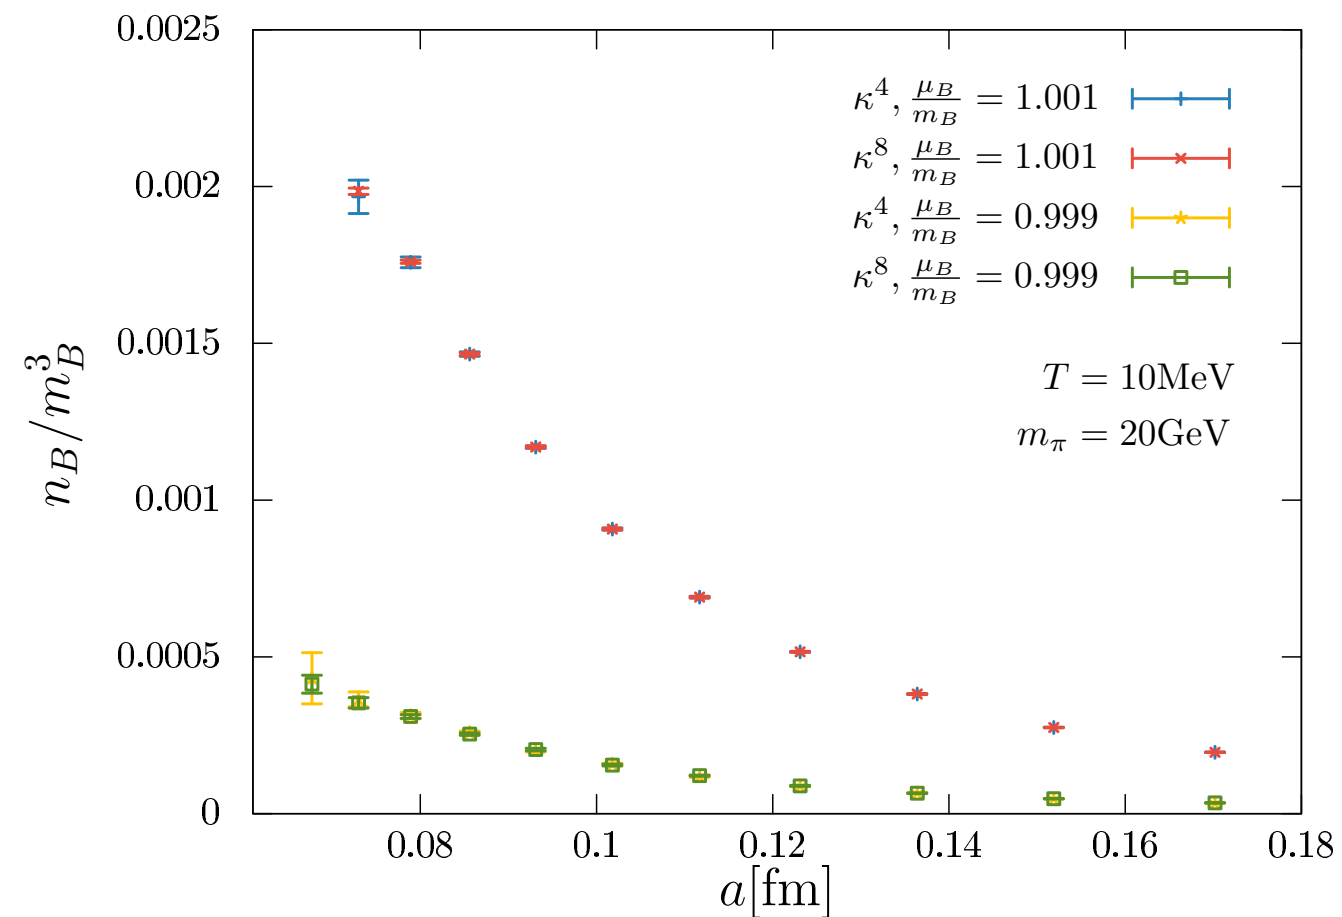 0.0025
0.002
0.0015
0.001
0.0005
0
n_B/m_B^3
κ^4, μ_B/m_B = 1.001
κ^8, μ_B/m_B = 1.001
κ^4, μ_B/m_B = 0.999
κ^8, μ_B/m_B = 0.999
T = 10MeV
m_π = 20GeV
0.08 0.1 0.12 0.14 0.16 0.18
a[fm]